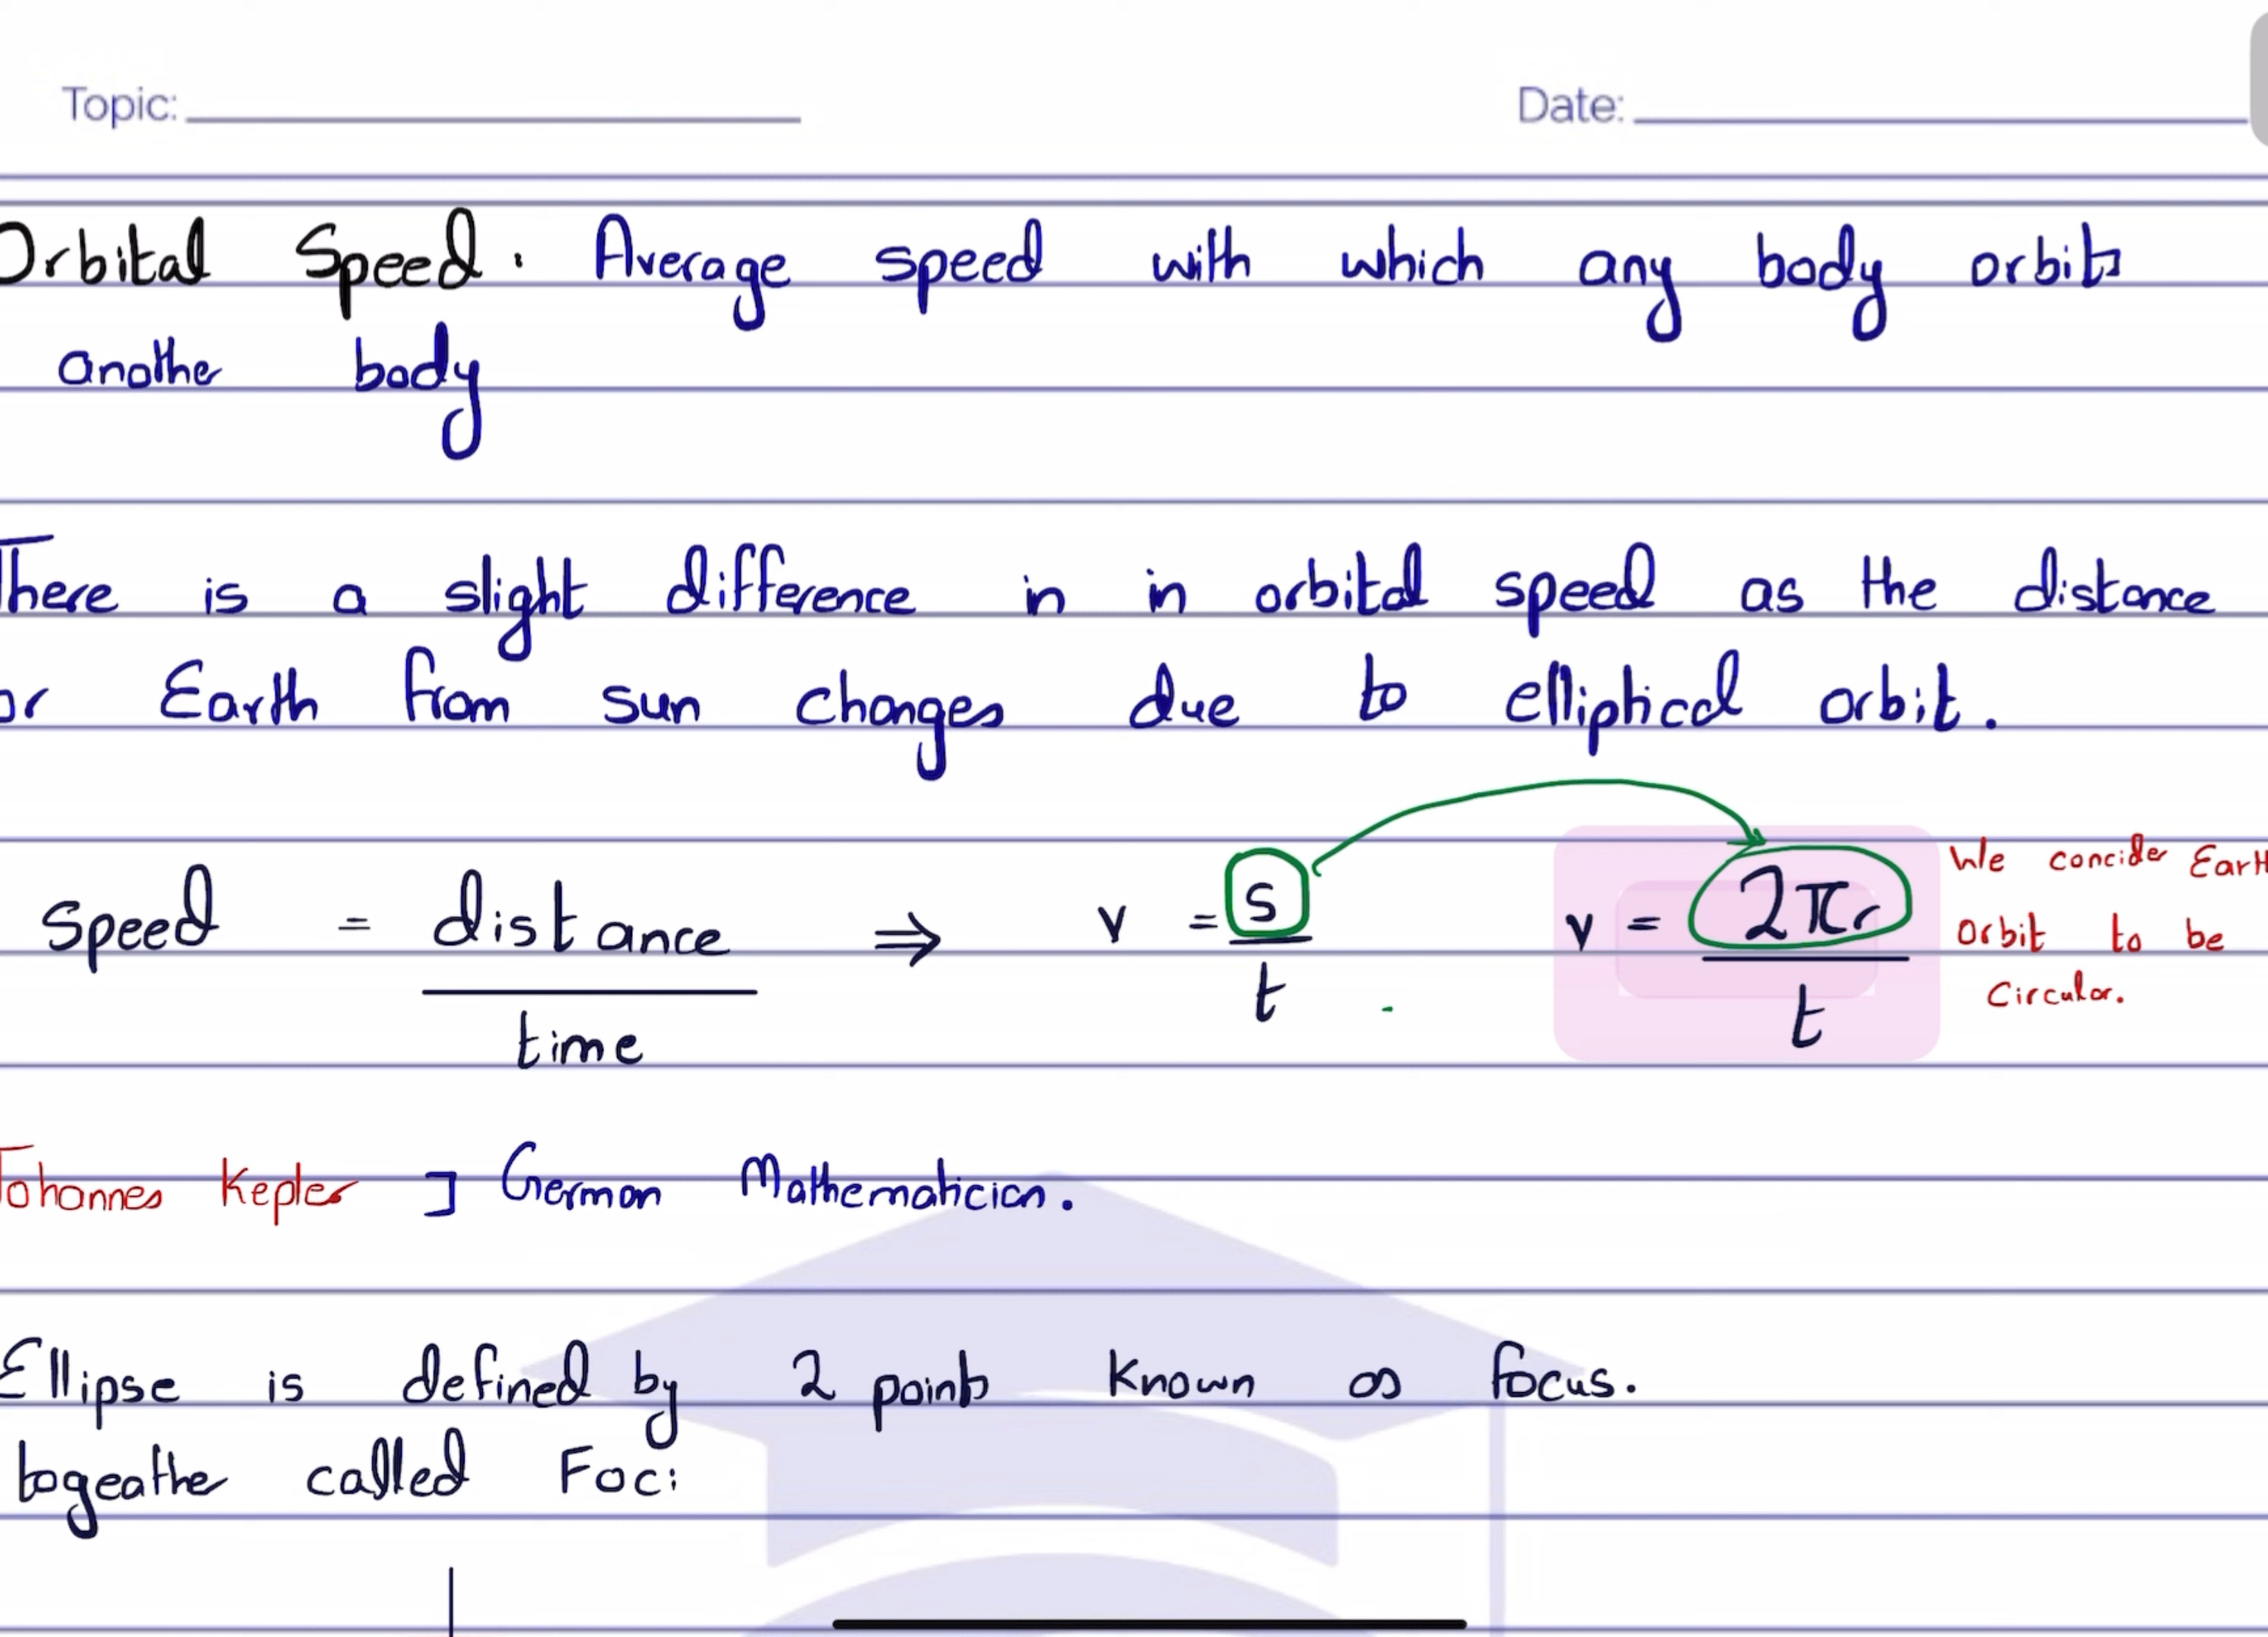 Topic: Date:
Orbital Speed: Average speed with which any body orbits
another body
There is a slight difference in in orbital speed as the distance
or Earth from sun changes due to elliptical orbit.
Speed = distance / time ⇒ v = s / t . v = 2πr / t
We concider Earth
Orbit to be
Circular.
Johannes Kepler ] German Mathematician.
Ellipse is defined by 2 points known as focus.
togeather called Foci